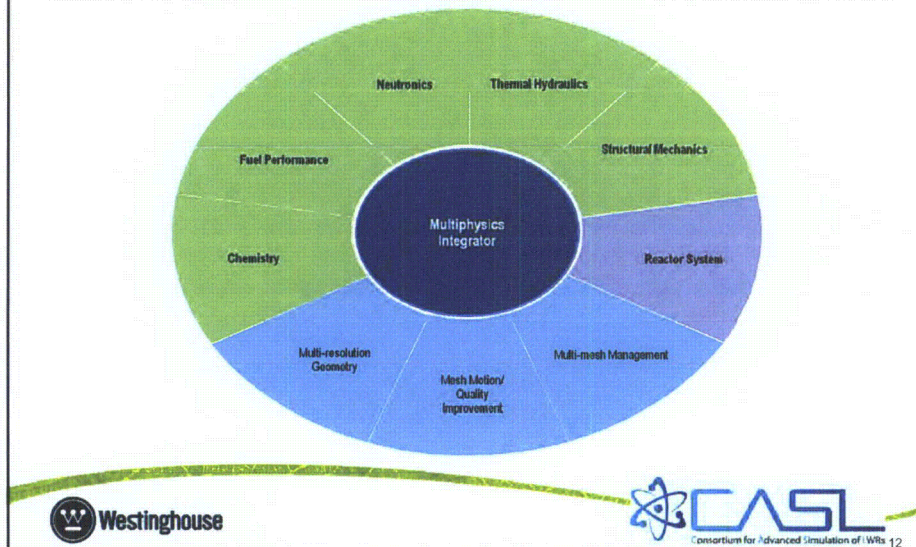 Neutronics
Thermal Hydraulics
Fuel Performance
Structural Mechanics
Multiphysics
Integrator
Chemistry
Reactor System
Multi-resolution
Geometry
Multi-mesh Management
Mesh Motion/
Quality
Improvement
W
Westinghouse
CASL
Consortium for Advanced Simulation of LWRs
12